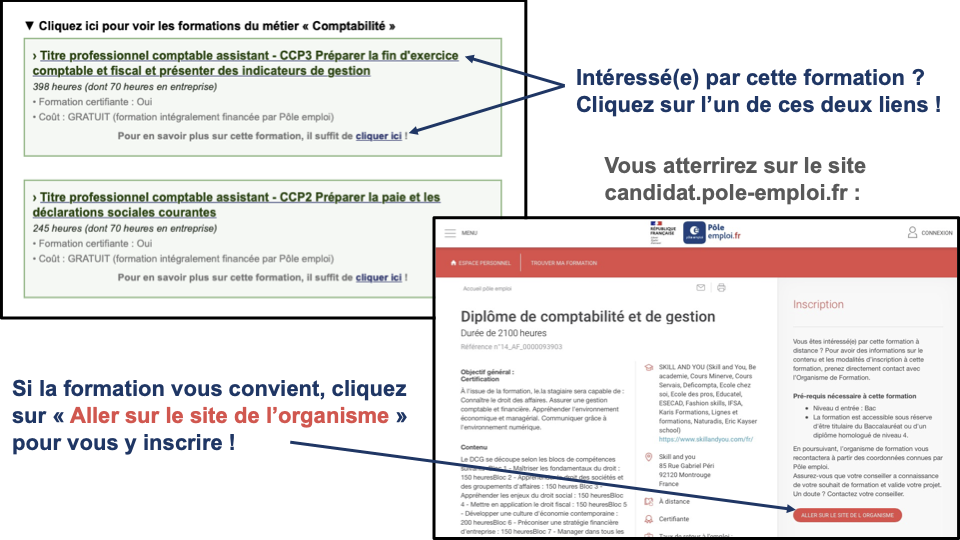 ▼ Cliquez ici pour voir les formations du métier « Comptabilité »
› Titre professionnel comptable assistant - CCP3 Préparer la fin d'exercice
comptable et fiscal et présenter des indicateurs de gestion
398 heures (dont 70 heures en entreprise)
• Formation certifiante : Oui
• Coût : GRATUIT (formation intégralement financée par Pôle emploi)
Pour en savoir plus sur cette formation, il suffit de cliquer ici !
› Titre professionnel comptable assistant - CCP2 Préparer la paie et les
déclarations sociales courantes
245 heures (dont 70 heures en entreprise)
• Formation certifiante : Oui
• Coût : GRATUIT (formation intégralement financée par Pôle emploi)
Pour en savoir plus sur cette formation, il suffit de cliquer ici !
Intéressé(e) par cette formation ?
Cliquez sur l'un de ces deux liens !
Vous atterrirez sur le site
candidat.pole-emploi.fr :
MENU
RÉPUBLIQUE
FRANÇAISE
Pôle
emploi.fr
CONNEXION
ESPACE PERSONNEL
TROUVER MA FORMATION
Accueil pôle emploi
Diplôme de comptabilité et de gestion
Durée de 2100 heures
Référence n°14_AF_0000093903
Objectif général :
Certification
À l'issue de la formation, le.la stagiaire sera capable de :
Connaître le droit des affaires. Assurer une gestion
comptable et financière. Appréhender l'environnement
économique et managérial. Communiquer grâce à
l'environnement numérique.
Contenu
Le DCG se découpe selon les blocs de compétences
suivants :Bloc 1 - Maîtriser les fondamentaux du droit :
150 heuresBloc 2 - Appréhender le droit des sociétés et
des groupements d'affaires : 150 heures Bloc 3 -
Appréhender les enjeux du droit social : 150 heuresBloc
4 - Mettre en application le droit fiscal : 150 heuresBloc 5
- Développer une culture d'économie contemporaine :
200 heuresBloc 6 - Préconiser une stratégie financière
d'entreprise : 150 heuresBloc 7 - Manager dans tous les
SKILL AND YOU (Skill and You, Be
academie, Cours Minerve, Cours
Servais, Defcompta, Ecole chez
soi, Ecole des pros, Educatel,
ESECAD, Fashion skills, IFSA,
Karis Formations, Lignes et
formations, Naturadis, Eric Kayser
school)
https://www.skillandyou.com/fr/
Skill and you
85 Rue Gabriel Péri
92120 Montrouge
France
À distance
Certifiante
Taux de retour à l'emploi :
Inscription
Vous êtes intéressé(e) par cette formation à
distance ? Pour avoir des informations sur le
contenu et les modalités d'inscription à cette
formation, prenez directement contact avec
l'Organisme de Formation.
Pré-requis nécessaire à cette formation
• Niveau d entrée : Bac
• La formation est accessible sous réserve
d'être titulaire du Baccalauréat ou d'un
diplôme homologué de niveau 4.
En poursuivant, l'organisme de formation vous
recontactera à partir des coordonnées connues par
Pôle emploi.
Assurez-vous que votre conseiller a connaissance
de votre souhait de formation et valide votre projet.
Un doute ? Contactez votre conseiller.
ALLER SUR LE SITE DE L ORGANISME
Si la formation vous convient, cliquez
sur « Aller sur le site de l'organisme »
pour vous y inscrire !